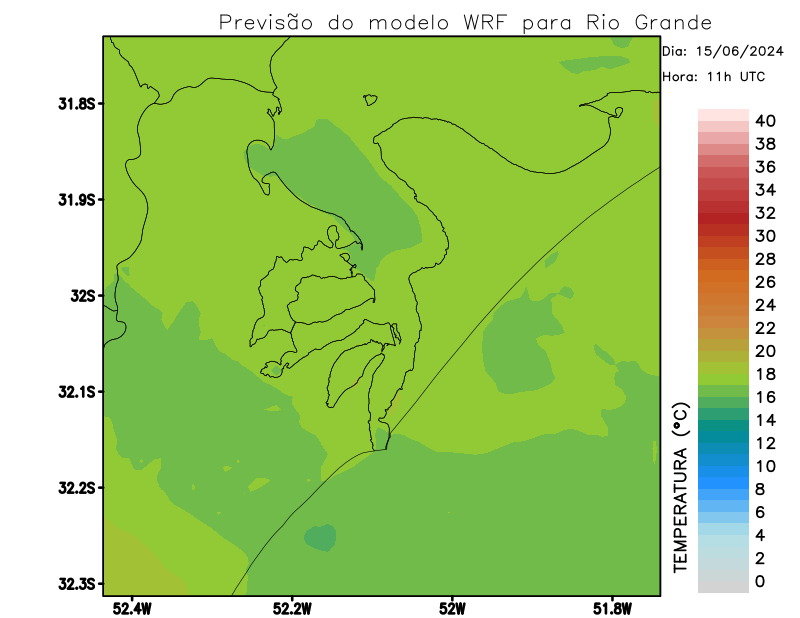 Previsão do modelo WRF para Rio Grande
Dia: 15/06/2024
Hora: 11h UTC
31.8S
31.9S
32S
32.1S
32.2S
32.3S
52.4W
52.2W
52W
51.8W
TEMPERATURA (°C)
40
38
36
34
32
30
28
26
24
22
20
18
16
14
12
10
8
6
4
2
0